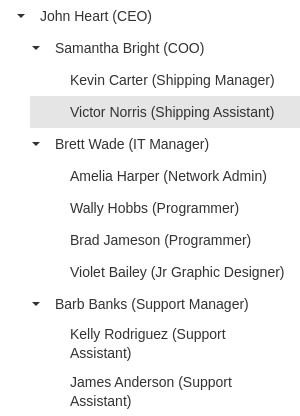 John Heart (CEO)
Samantha Bright (COO)
Kevin Carter (Shipping Manager)
Victor Norris (Shipping Assistant)
Brett Wade (IT Manager)
Amelia Harper (Network Admin)
Wally Hobbs (Programmer)
Brad Jameson (Programmer)
Violet Bailey (Jr Graphic Designer)
Barb Banks (Support Manager)
Kelly Rodriguez (Support
Assistant)
James Anderson (Support
Assistant)